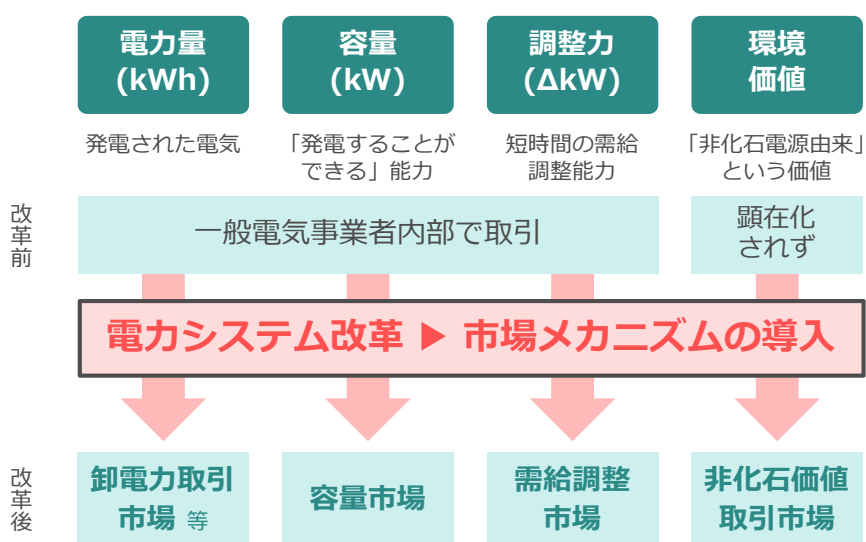 電力量
(kWh)
容量
(kW)
調整力
(ΔkW)
環境
価値
発電された電気
「発電することが
できる」能力
短時間の需給
調整能力
「非化石電源由来」
という価値
改革前
一般電気事業者内部で取引
顕在化
されず
電力システム改革 ▶ 市場メカニズムの導入
改革後
卸電力取引
市場 等
容量市場
需給調整
市場
非化石価値
取引市場